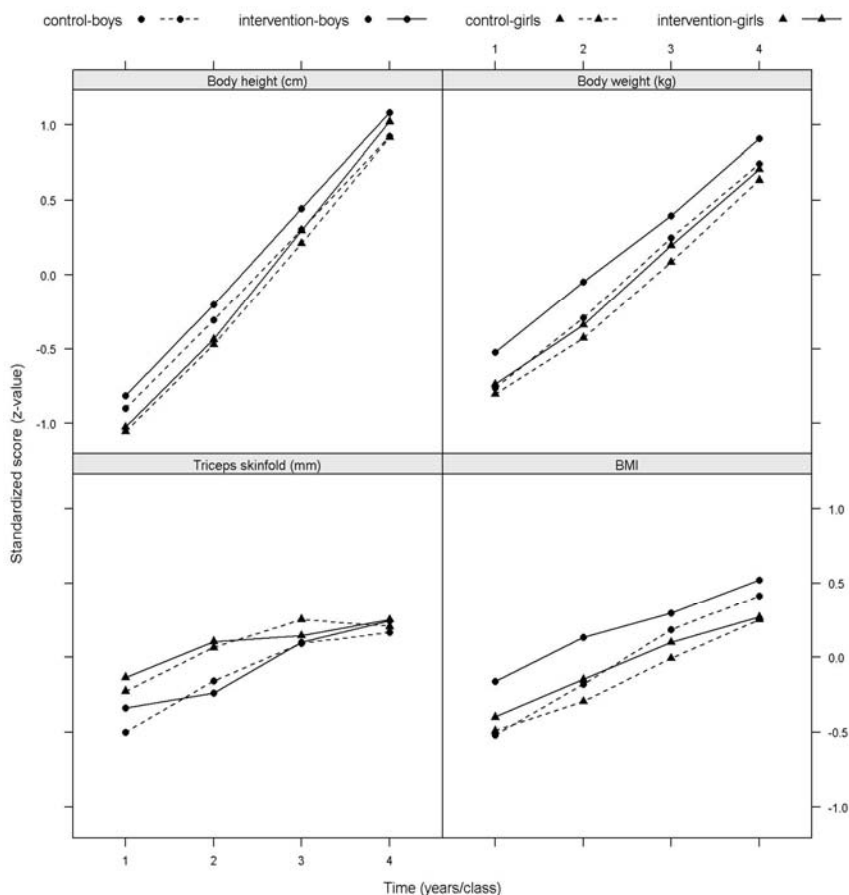 control-boys intervention-boys control-girls intervention-girls
1 2 3 4
Body height (cm) Body weight (kg)
1.0
0.5
0.0
-0.5
-1.0
Standardized score (z-value)
Triceps skinfold (mm) BMI
1.0
0.5
0.0
-0.5
-1.0
1 2 3 4
Time (years/class)